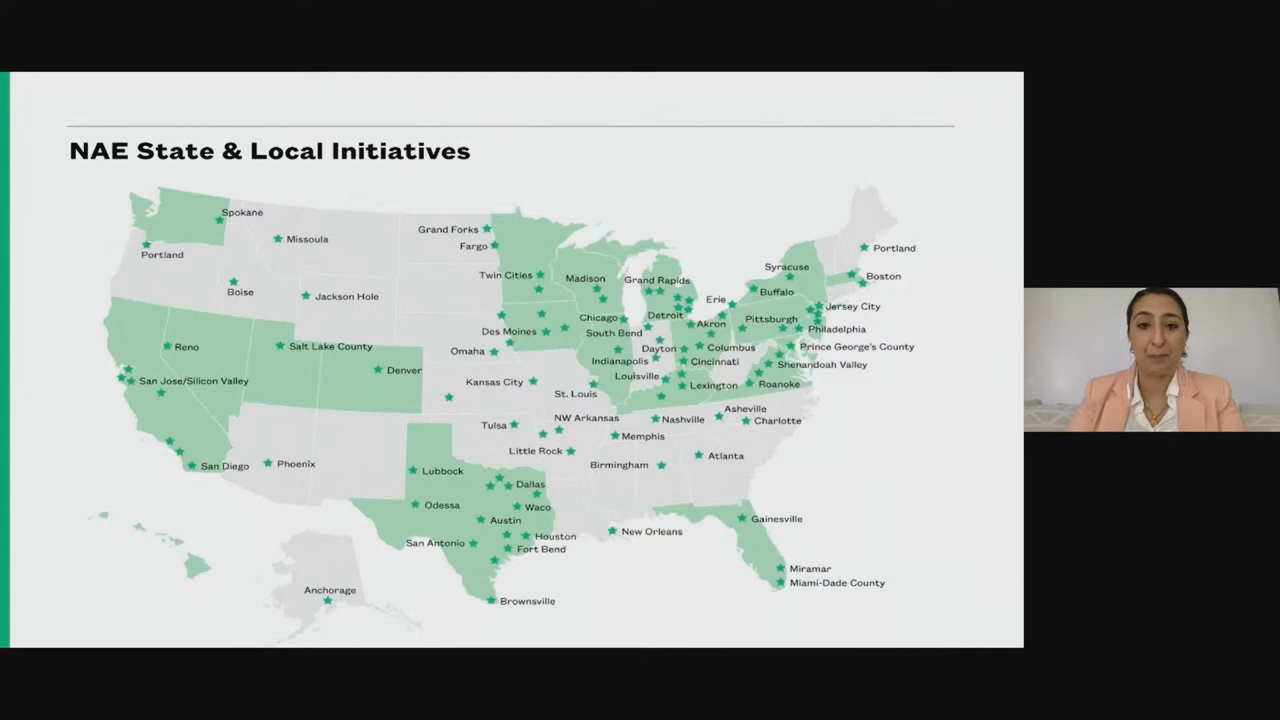 NAE State & Local Initiatives
Spokane
Grand Forks
Missoula
Fargo
Portland
Portland
Syracuse
Twin Cities
Madison
Grand Rapids
Boston
Boise
Jackson Hole
Buffalo
Erie
Jersey City
Chicago
Detroit
Akron
Pittsburgh
Philadelphia
Des Moines
South Bend
Reno
Salt Lake County
Omaha
Dayton
Columbus
Prince George's County
Indianapolis
Cincinnati
Shenandoah Valley
Denver
San Jose/Silicon Valley
Kansas City
Louisville
Lexington
Roanoke
St. Louis
Asheville
NW Arkansas
Nashville
Charlotte
Tulsa
Memphis
Little Rock
Atlanta
San Diego
Phoenix
Birmingham
Lubbock
Dallas
Odessa
Waco
Austin
Gainesville
New Orleans
Houston
San Antonio
Fort Bend
Miramar
Miami-Dade County
Anchorage
Brownsville